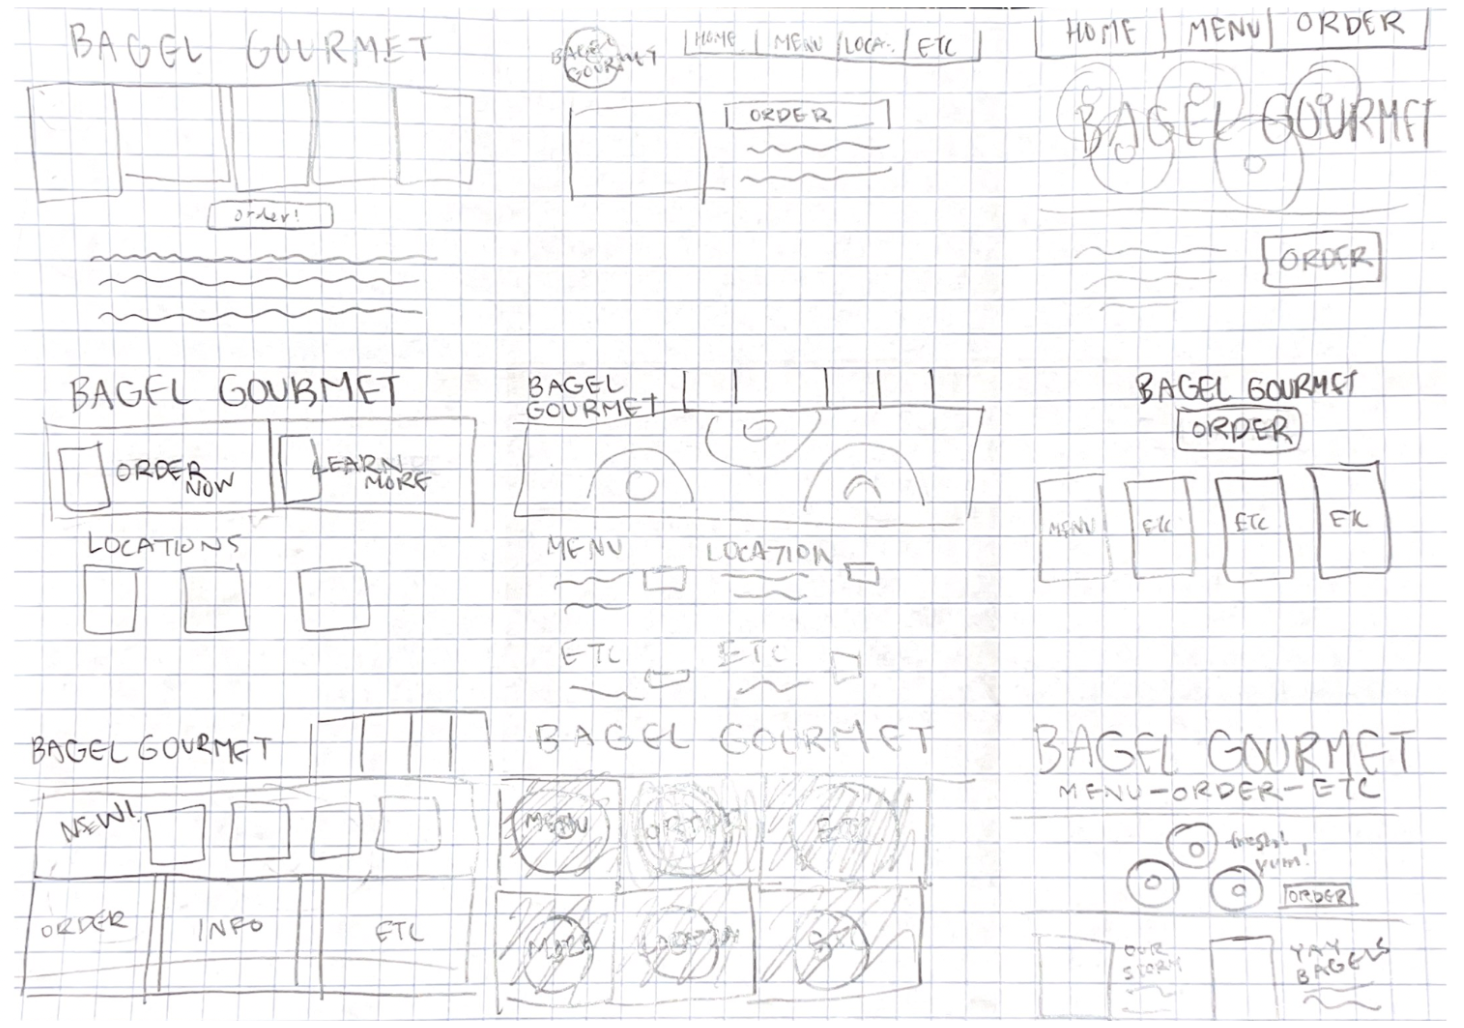 BAGEL GOURMET
order!
BAGEL GOURMET
HOME MENU LOCA. ETC
ORDER
HOME MENU ORDER
BAGEL GOURMET
ORDER
BAGEL GOURMET
ORDER NOW
LEARN MORE
LOCATIONS
BAGEL
GOURMET
MENU LOCATION
ETC ETC
BAGEL GOURMET
ORDER
MENU ETC ETC ETC
BAGEL GOURMET
NEW!
ORDER INFO ETC
BAGEL GOURMET
MENU ORDER ETC
MORE
BAGEL GOURMET
MENU-ORDER-ETC
fresh!
yum!
ORDER
OUR
STORY
YAY
BAGELS